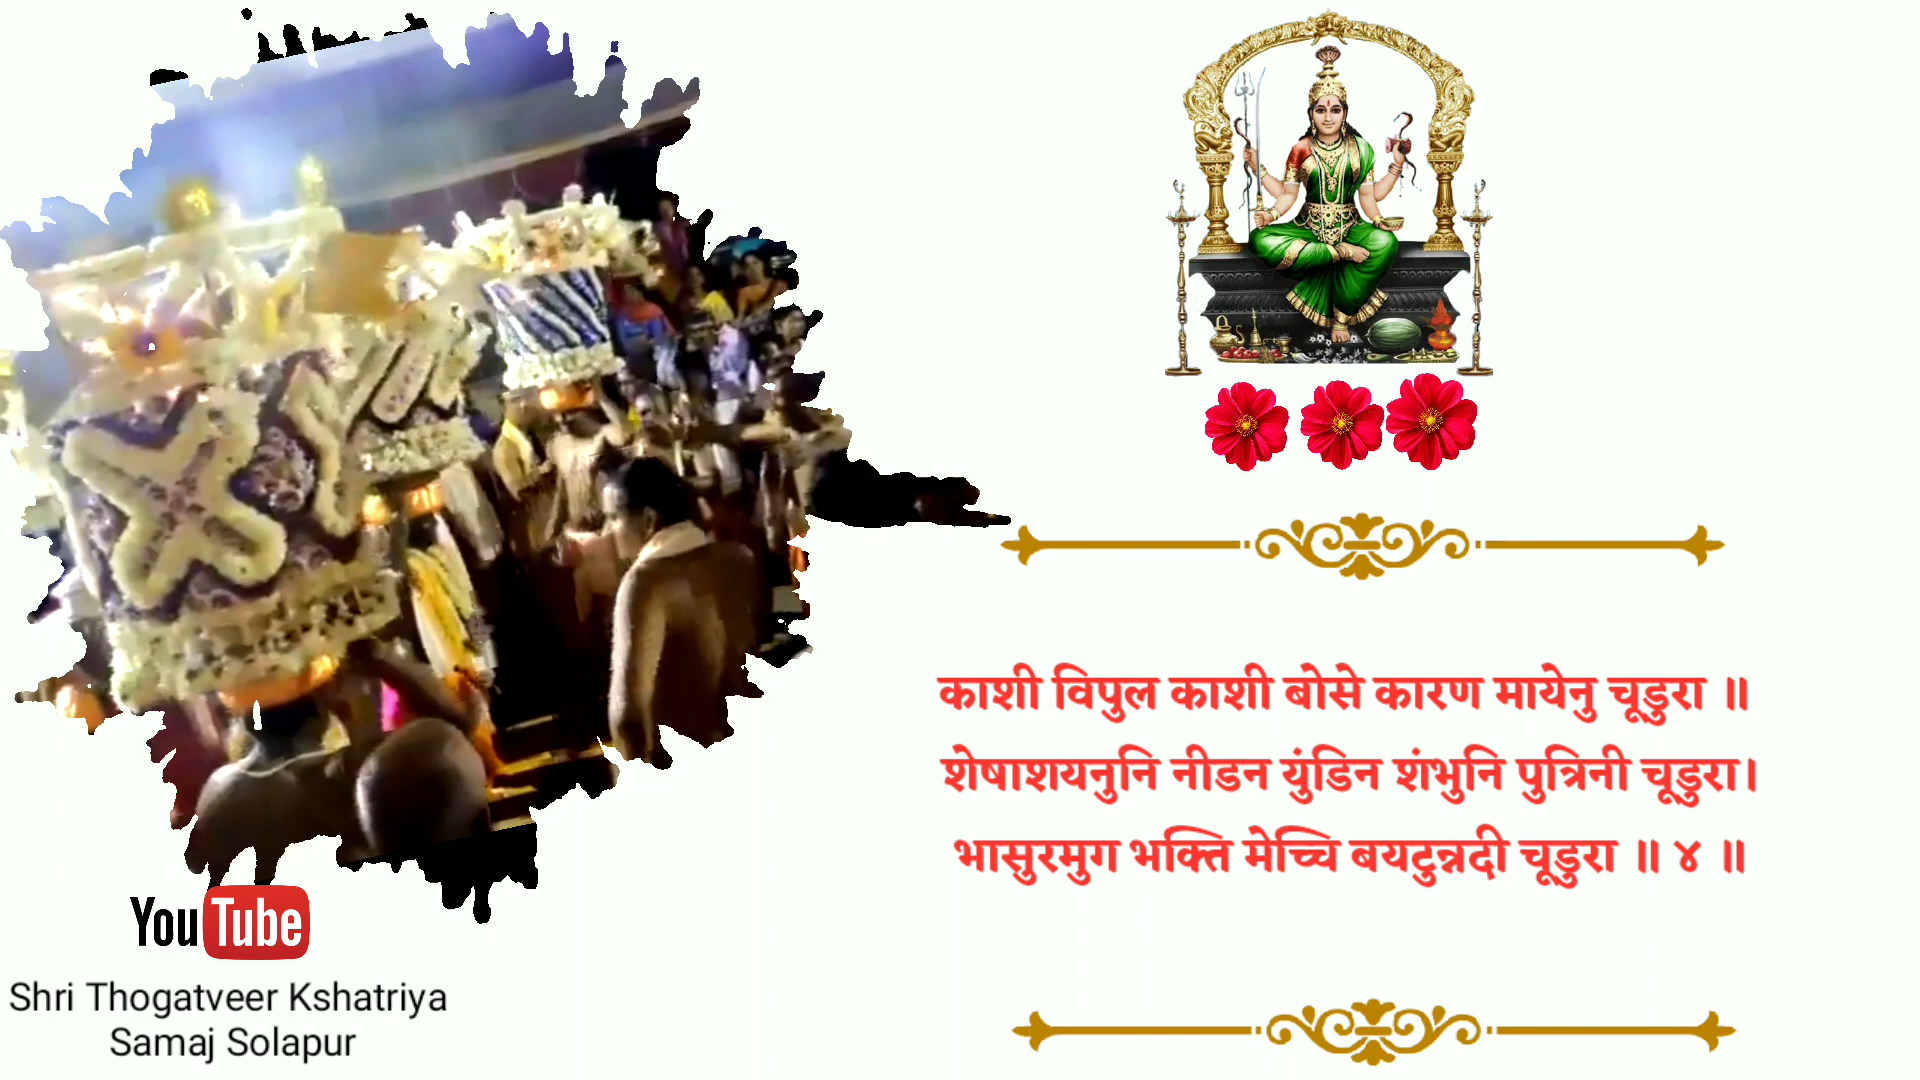 काशी विपुल काशी बोसे कारण मायेनु चूडुरा ॥
शेषाशयनुनि नीडन युंडिन शंभुनि पुत्रिनी चूडुरा।
भासुरमुग भक्ति मेच्चि बयटुन्नदी चूडुरा ॥ ४ ॥
YouTube
Shri Thogatveer Kshatriya
Samaj Solapur